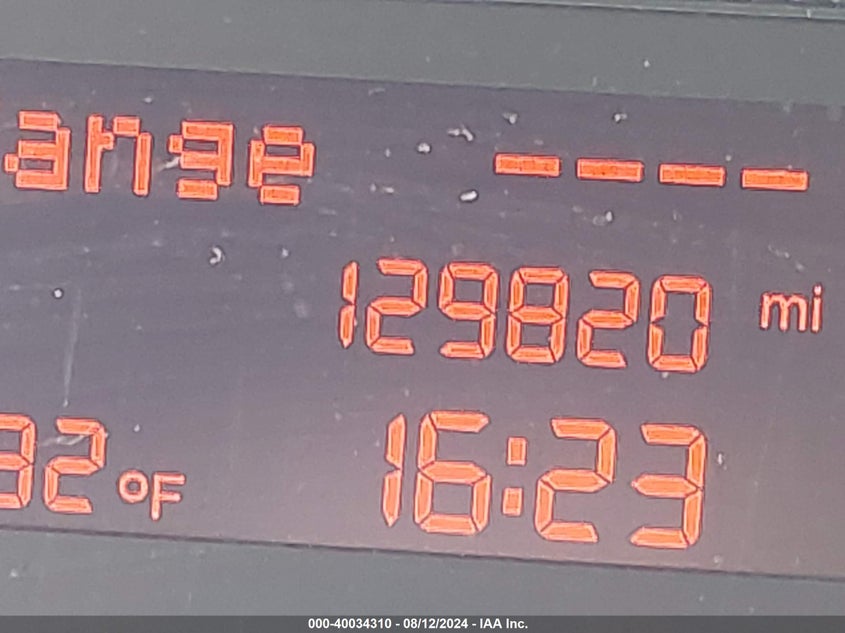 ange ----
129820 mi
32 °F 16:23
000-40034310 - 08/12/2024 - IAA Inc.